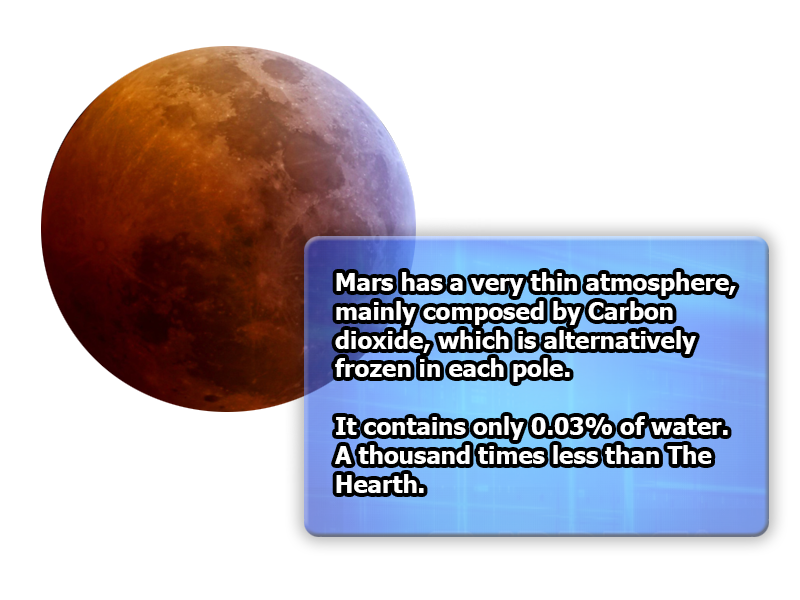 Mars has a very thin atmosphere,
mainly composed by Carbon
dioxide, which is alternatively
frozen in each pole.
It contains only 0.03% of water.
A thousand times less than The
Hearth.